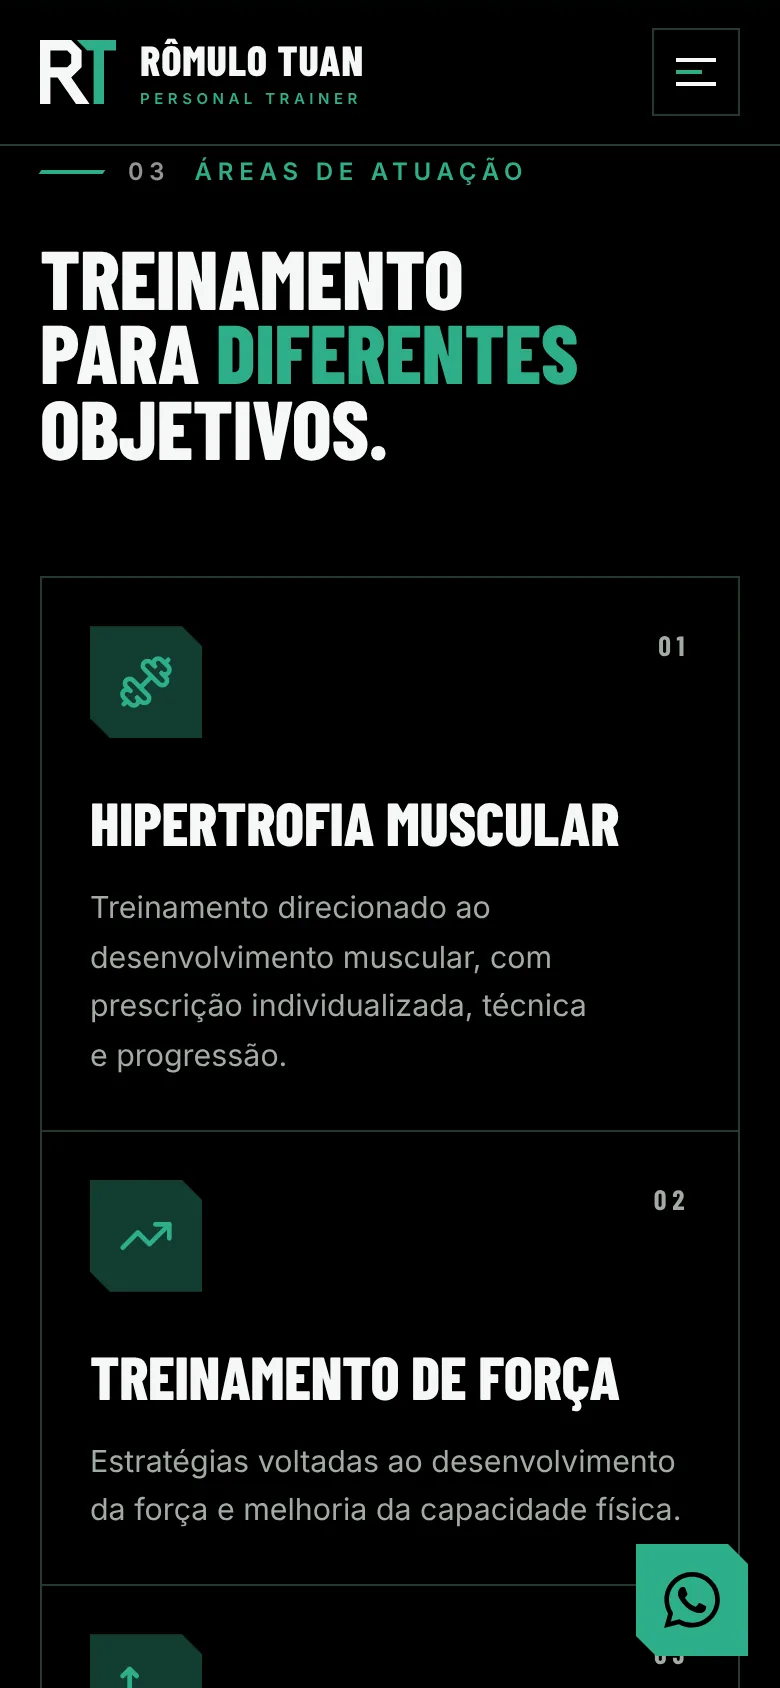 RT
RÔMULO TUAN
PERSONAL TRAINER
03 ÁREAS DE ATUAÇÃO
TREINAMENTO
PARA DIFERENTES
OBJETIVOS.
01
HIPERTROFIA MUSCULAR
Treinamento direcionado ao
desenvolvimento muscular, com
prescrição individualizada, técnica
e progressão.
02
TREINAMENTO DE FORÇA
Estratégias voltadas ao desenvolvimento
da força e melhoria da capacidade física.